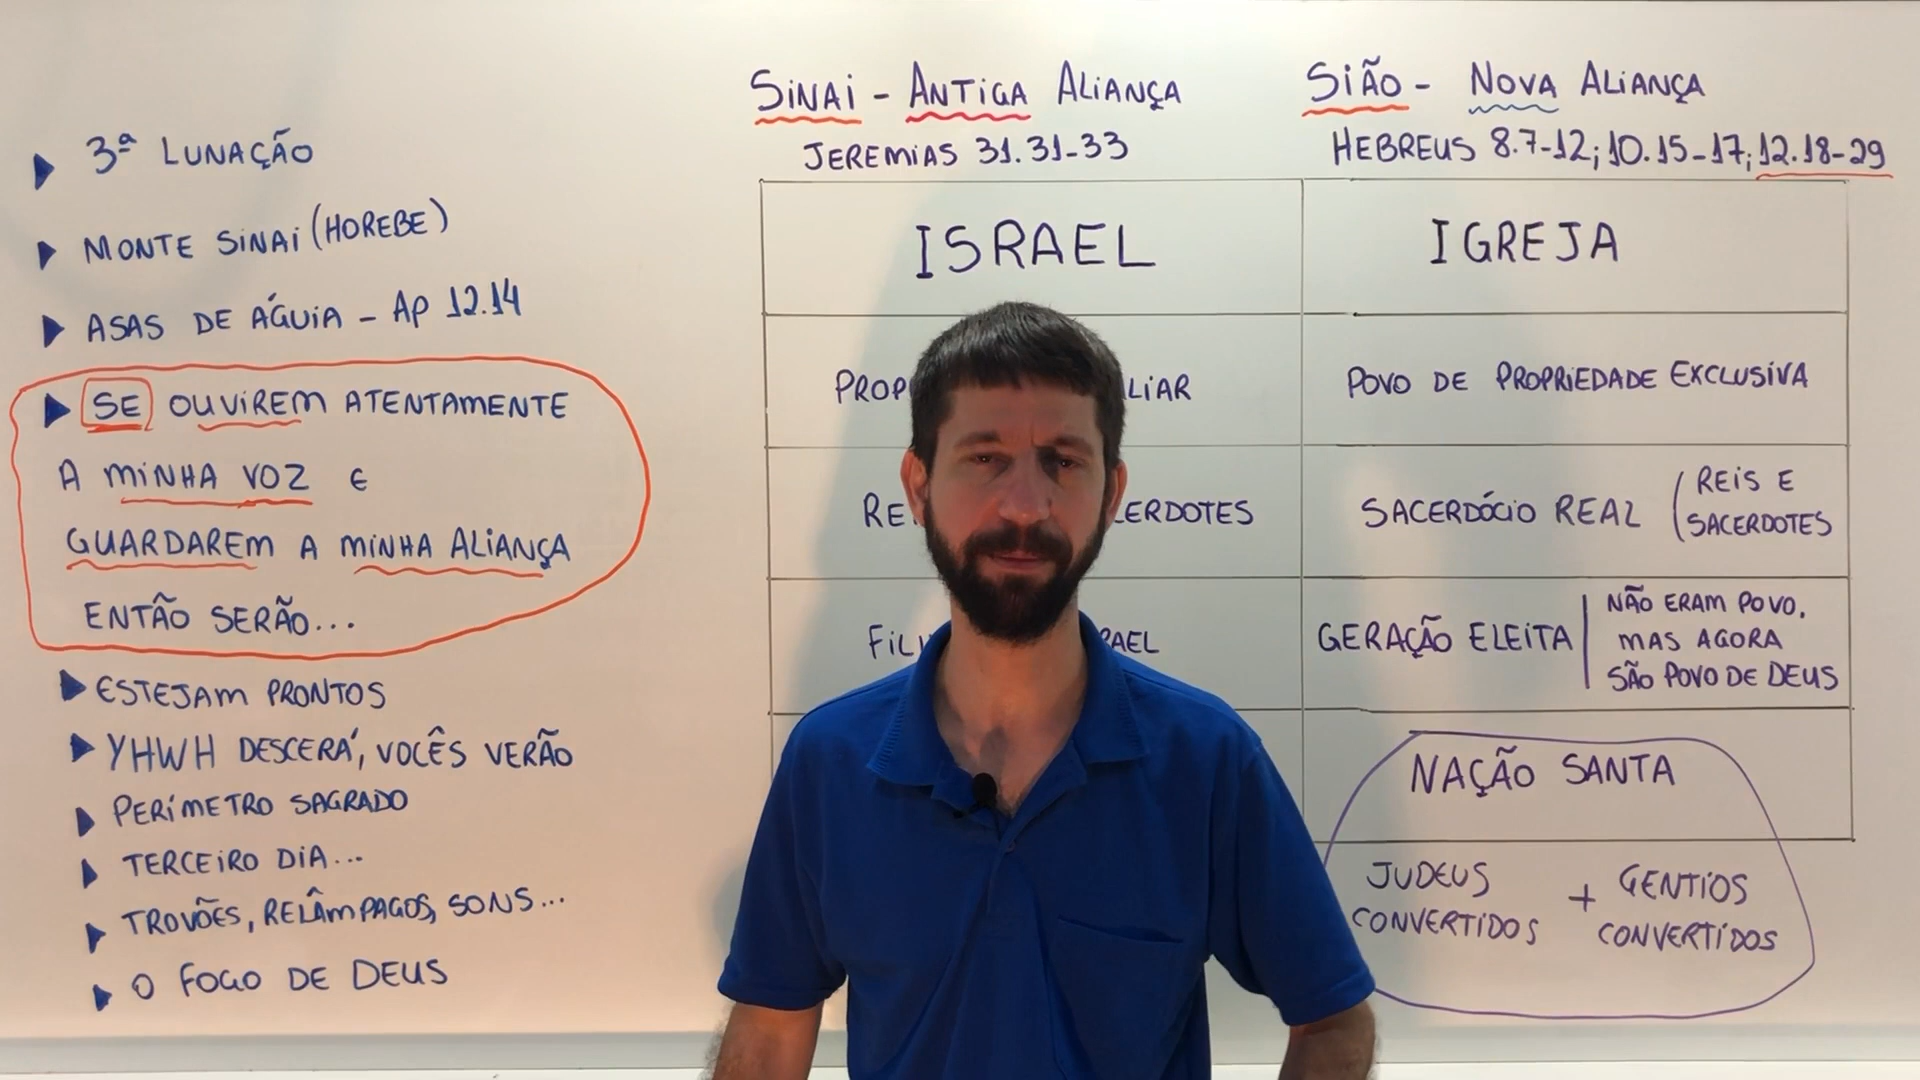 ▶ 3ª LUNAÇÃO
▶ MONTE SINAI (HOREBE)
▶ ASAS DE ÁGUIA - AP 12.14
▶ SE OUVIREM ATENTAMENTE
A MINHA VOZ E
GUARDAREM A MINHA ALIANÇA
ENTÃO SERÃO...
▶ ESTEJAM PRONTOS
▶ YHWH DESCERÁ, VOCÊS VERÃO
▶ PERÍMETRO SAGRADO
▶ TERCEIRO DIA...
▶ TROVÕES, RELÂMPAGOS, SONS...
▶ O FOGO DE DEUS
SINAI - ANTIGA ALIANÇA
JEREMIAS 31.31-33
ISRAEL
SIÃO - NOVA ALIANÇA
HEBREUS 8.7-12; 10.15-17; 12.18-29
IGREJA
POVO DE PROPRIEDADE EXCLUSIVA
SACERDÓCIO REAL
(REIS E
SACERDOTES
GERAÇÃO ELEITA
NÃO ERAM POVO,
MAS AGORA
SÃO POVO DE DEUS
NAÇÃO SANTA
JUDEUS
CONVERTIDOS
+
GENTIOS
CONVERTIDOS